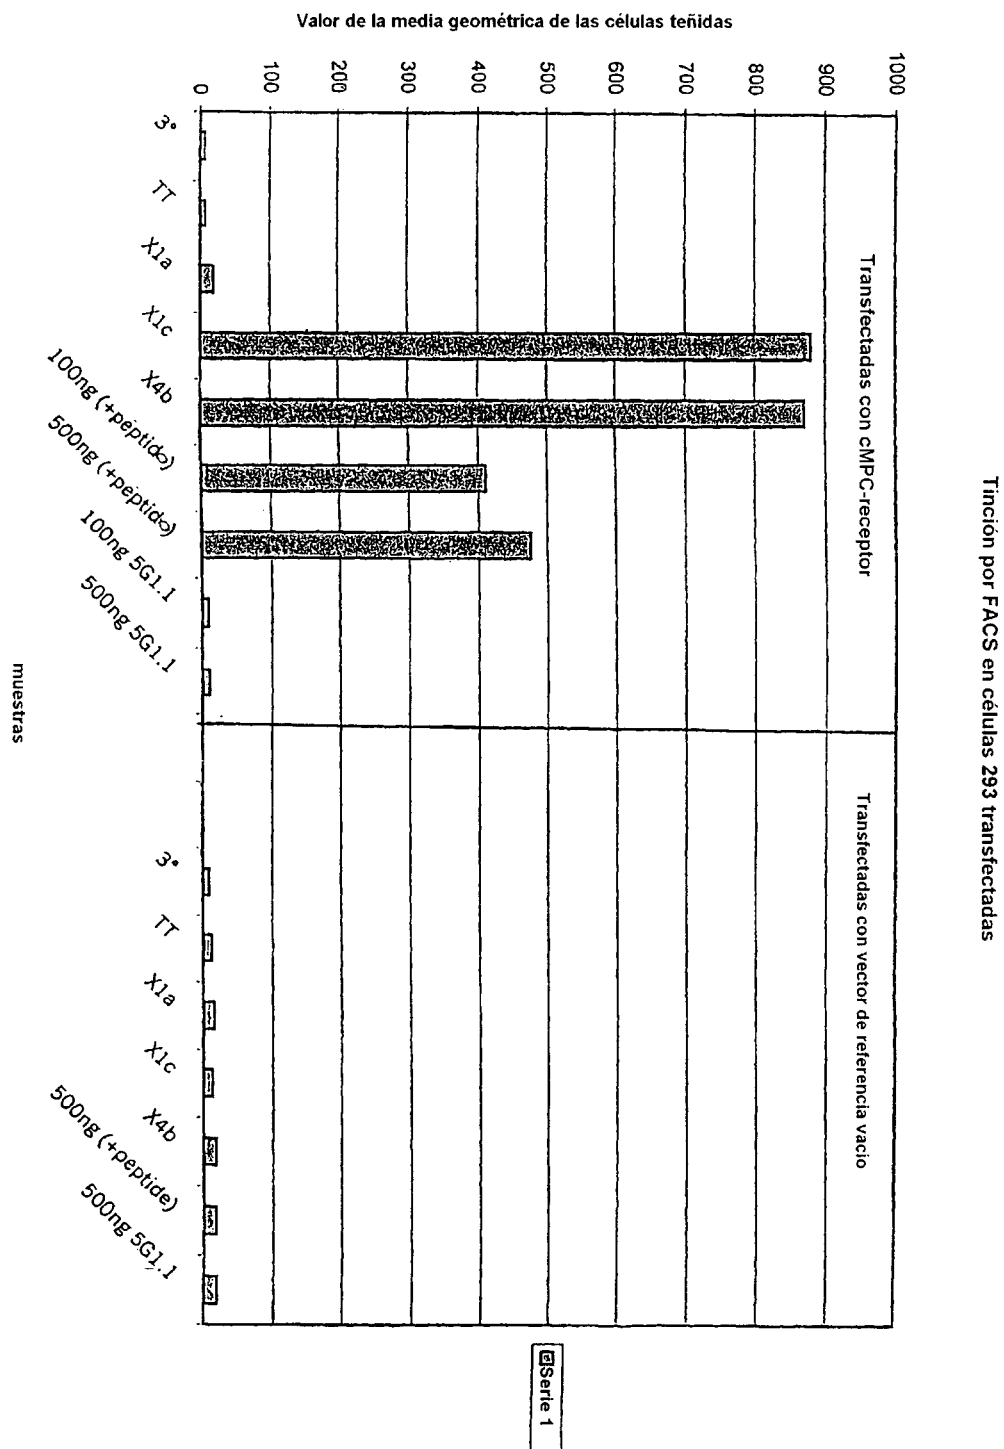 Tinción por FACS en células 293 transfectadas
Valor de la media geométrica de las células teñidas
1000
900
800
700
600
500
400
300
200
100
0
Transfectadas con cMPC-receptor
Transfectadas con vector de referencia vacio
3°
TT
X1a
X1c
X4b
100ng (+péptido)
500ng (+péptido)
100ng 5G1.1
500ng 5G1.1
3°
TT
X1a
X1c
X4b
500ng (+peptide)
500ng 5G1.1
muestras
Serie 1